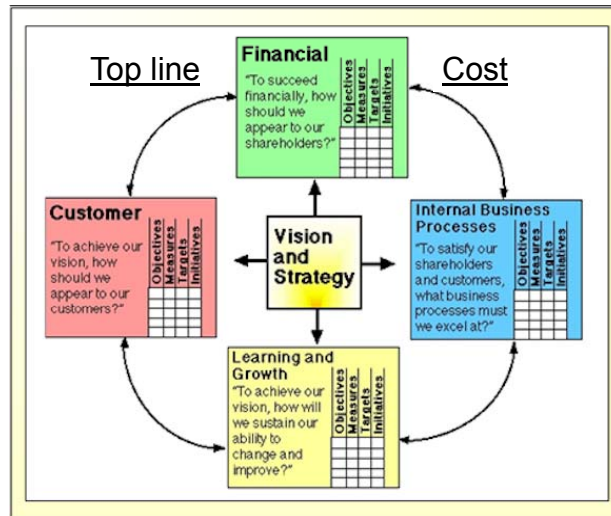 Top line
Cost
Financial
"To succeed
financially, how
should we
appear to our
shareholders?"
Objectives
Measures
Targets
Initiatives
Customer
"To achieve our
vision, how
should we
appear to our
customers?"
Objectives
Measures
Targets
Initiatives
Vision
and
Strategy
Internal Business
Processes
"To satisfy our
shareholders
and customers,
what business
processes must
we excel at?"
Objectives
Measures
Targets
Initiatives
Learning and
Growth
"To achieve our
vision, how will
we sustain our
ability to
change and
improve?"
Objectives
Measures
Targets
Initiatives